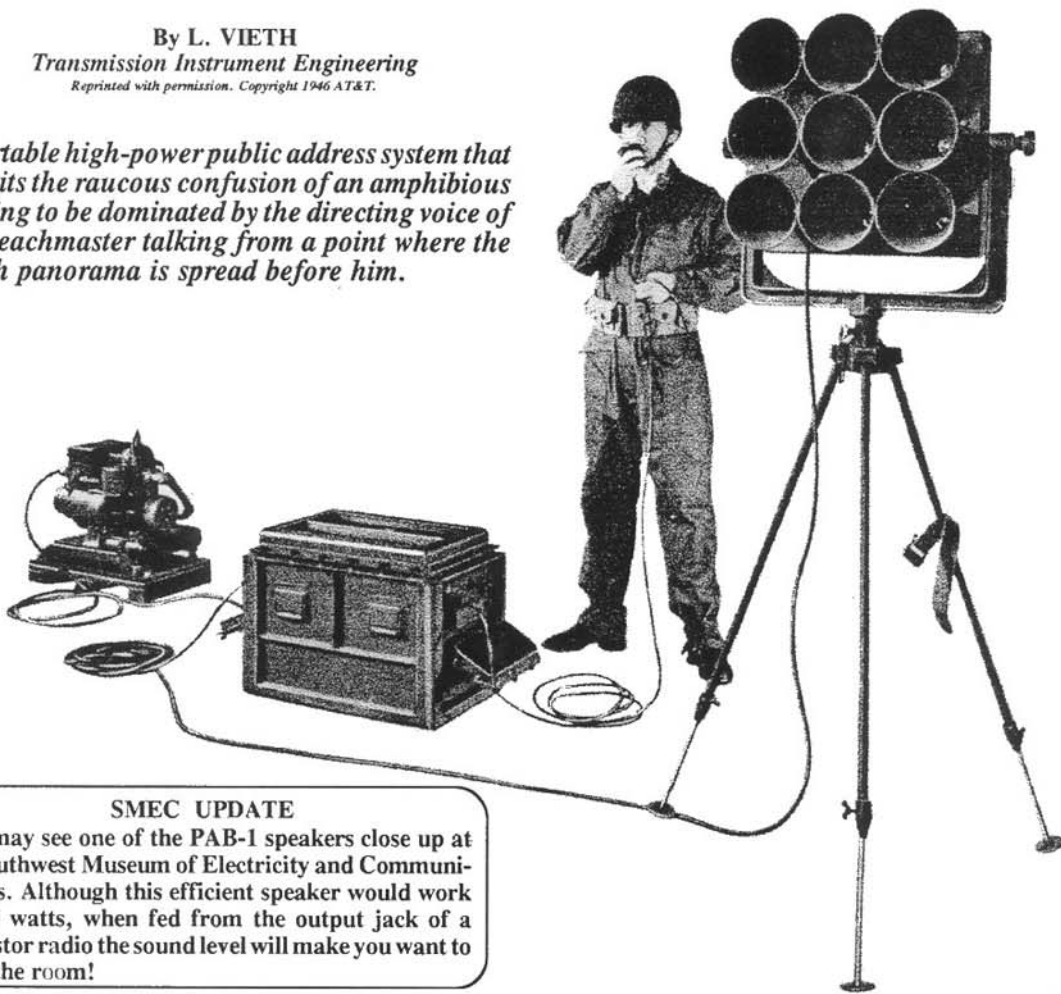 By L. VIETH
Transmission Instrument Engineering
Reprinted with permission. Copyright 1946 AT&T.
rtable high-power public address system that
its the raucous confusion of an amphibious
ing to be dominated by the directing voice of
eachmaster talking from a point where the
h panorama is spread before him.
SMEC UPDATE
may see one of the PAB-1 speakers close up at
uthwest Museum of Electricity and Communi-
s. Although this efficient speaker would work
watts, when fed from the output jack of a
stor radio the sound level will make you want to
the room!